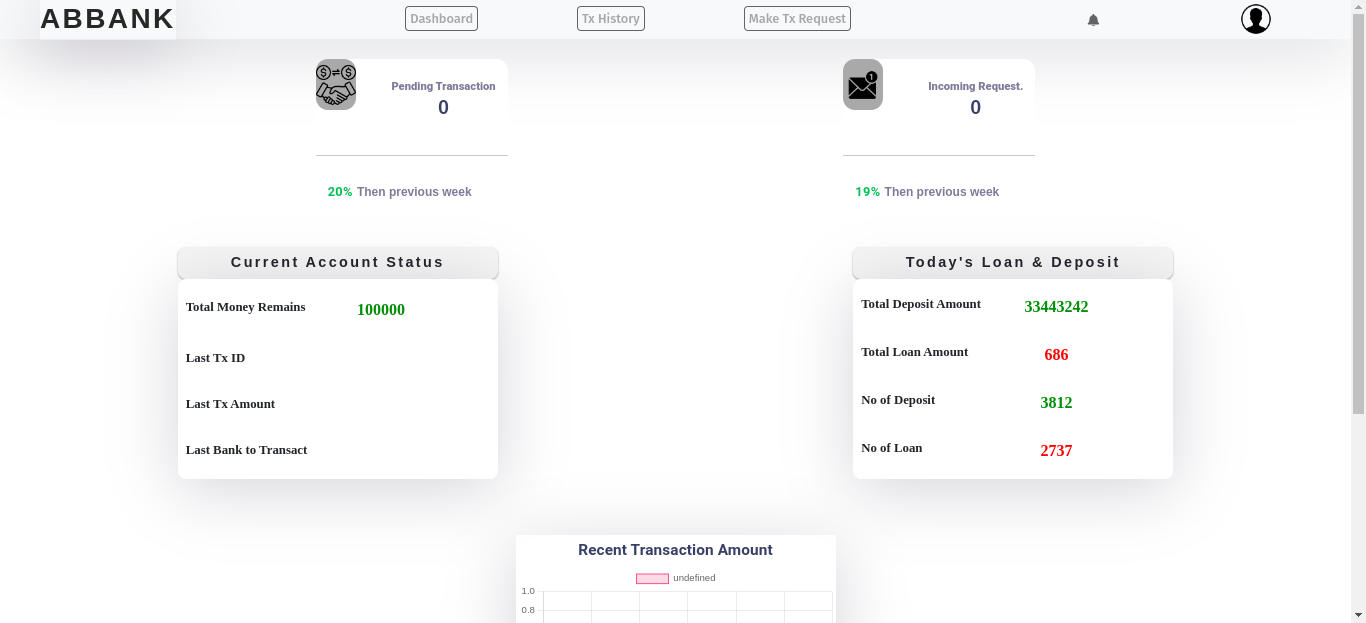 ABBANK
Dashboard
Tx History
Make Tx Request
Pending Transaction
0
20% Then previous week
1
Incoming Request.
0
19% Then previous week
Current Account Status
Total Money Remains 100000
Last Tx ID
Last Tx Amount
Last Bank to Transact
Today's Loan & Deposit
Total Deposit Amount 33443242
Total Loan Amount 686
No of Deposit 3812
No of Loan 2737
Recent Transaction Amount
undefined
1.0
0.8